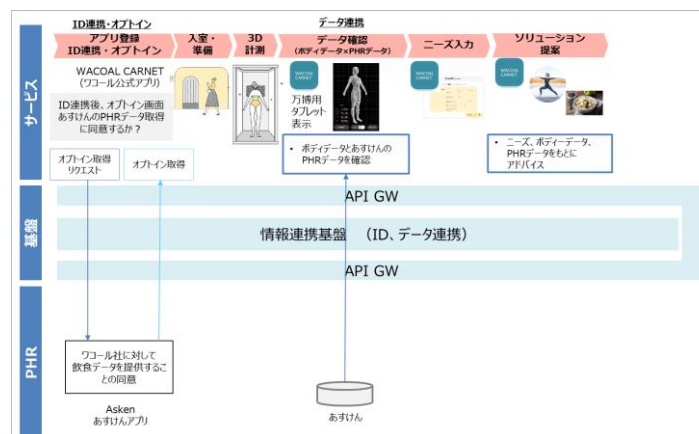 ID連携・オプトイン
データ連携
アプリ登録
ID連携・オプトイン
入室・
準備
3D
計測
データ確認
(ボディデータ×PHRデータ)
ニーズ入力
ソリューション
提案
サービス
WACOAL CARNET
(ワコール公式アプリ)
ID連携後、オプトイン画面
あすけんのPHRデータ取得
に同意するか？
WACOAL
CARNET
万博用
タブレット
表示
WACOAL
CARNET
WACOAL
CARNET
オプトイン取得
リクエスト
オプトイン取得
• ボディデータとあすけんの
PHRデータを確認
• ニーズ、ボディーデータ、
PHRデータをもとに
アドバイス
基盤
API GW
情報連携基盤　（ID、データ連携）
API GW
PHR
ワコール社に対して
飲食データを提供するこ
との同意
Asken
あすけんアプリ
あすけん